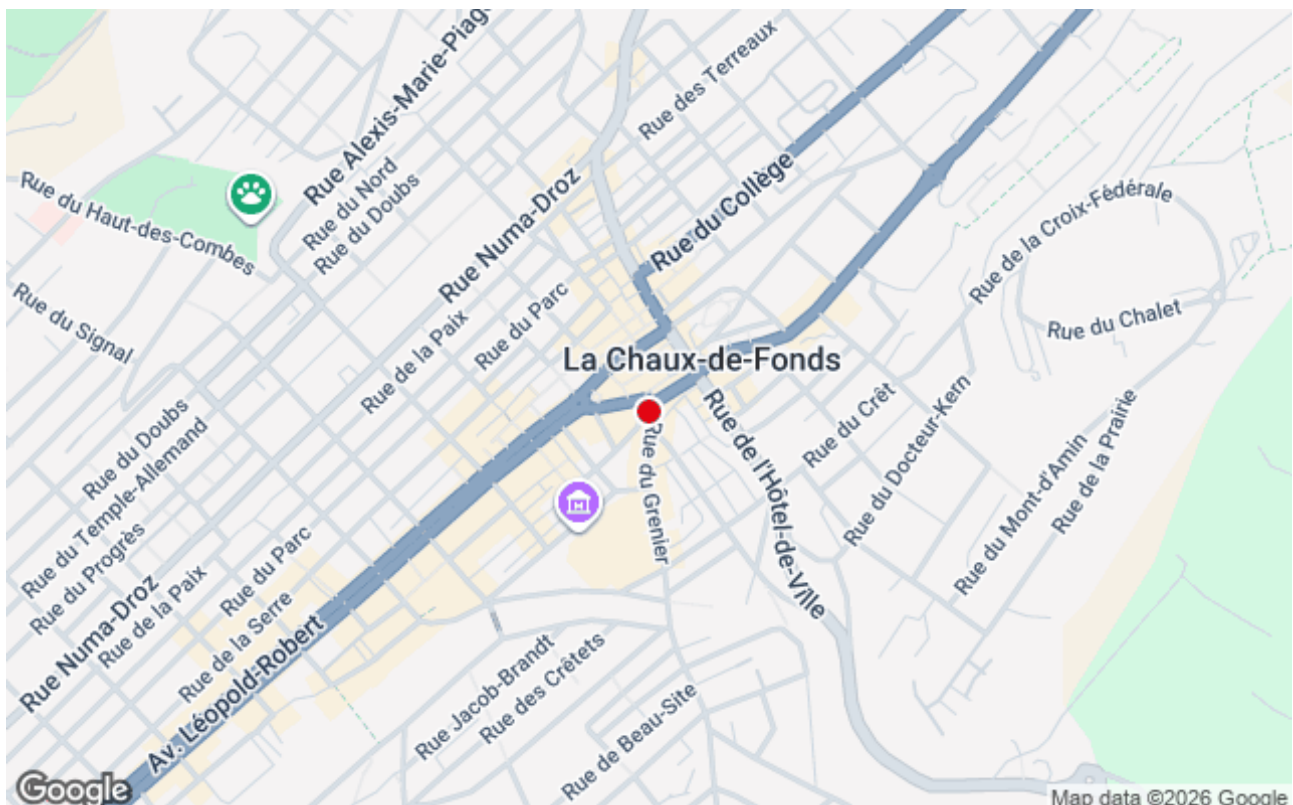 Rue Alexis-Marie-Piag
Rue des Terreaux
Rue du Collège
Rue du Nord
Rue du Doubs
Rue Numa-Droz
Rue du Haut-des-Combes
Rue de la Croix-Fédérale
Rue du Signal
Rue du Parc
Rue de la Paix
Rue du Chalet
La Chaux-de-Fonds
Rue du Crêt
Rue du Docteur-Kern
Rue de l'Hôtel-de-Ville
Rue du Doubs
Rue du Temple-Allemand
Rue du Progrès
Rue du Grenier
Rue du Mont-d'Amin
Rue de la Prairie
Rue du Parc
Rue de la Paix
Rue Numa-Droz
Rue de la Serre
Av. Léopold-Robert
Rue Jacob-Brandt
Rue des Crêtets
Rue de Beau-Site
Google
Map data ©2026 Google